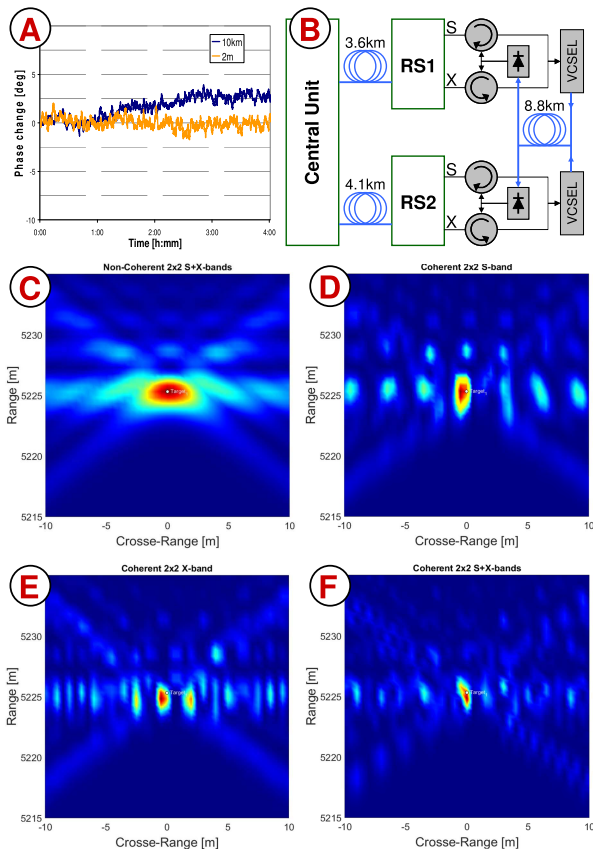 A
10km
2m
Phase change [deg]
10
5
0
-5
-10
0:00
1:00
2:00
3:00
4:00
Time [h:mm]
B
Central Unit
3.6km
RS1
S
X
VCSEL
8.8km
4.1km
RS2
S
X
VCSEL
C
Non-Coherent 2x2 S+X-bands
Range [m]
5230
5225
5220
5215
Target
-10
-5
0
5
10
Crosse-Range [m]
D
Coherent 2x2 S-band
Range [m]
5230
5225
5220
5215
Target
-10
-5
0
5
10
Crosse-Range [m]
E
Coherent 2x2 X-band
Range [m]
5230
5225
5220
5215
Target
-10
-5
0
5
10
Crosse-Range [m]
F
Coherent 2x2 S+X-bands
Range [m]
5230
5225
5220
5215
Target
-10
-5
0
5
10
Crosse-Range [m]